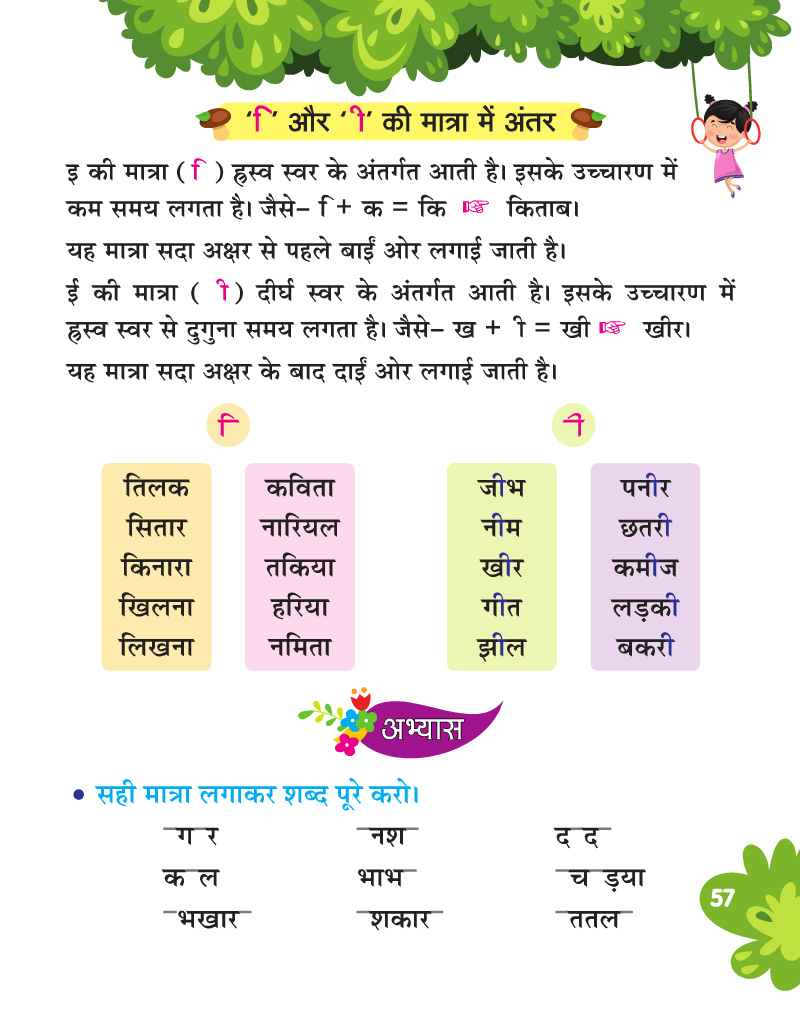 ‘ि’ और ‘ी’ की मात्रा में अंतर
इ की मात्रा ( ि ) ह्रस्व स्वर के अंतर्गत आती है। इसके उच्चारण में
कम समय लगता है। जैसे– ि + क = कि ☞ किताब।
यह मात्रा सदा अक्षर से पहले बाईं ओर लगाई जाती है।
ई की मात्रा ( ी ) दीर्घ स्वर के अंतर्गत आती है। इसके उच्चारण में
ह्रस्व स्वर से दुगुना समय लगता है। जैसे– ख + ी = खी ☞ खीर।
यह मात्रा सदा अक्षर के बाद दाईं ओर लगाई जाती है।
ि ी
तिलक कविता जीभ पनीर
सितार नारियल नीम छतरी
किनारा तकिया खीर कमीज
खिलना हरिया गीत लड़की
लिखना नमिता झील बकरी
अभ्यास
• सही मात्रा लगाकर शब्द पूरे करो।
ग र नश द द
क ल भाभ च ड़या
भखार शकार ततल
57